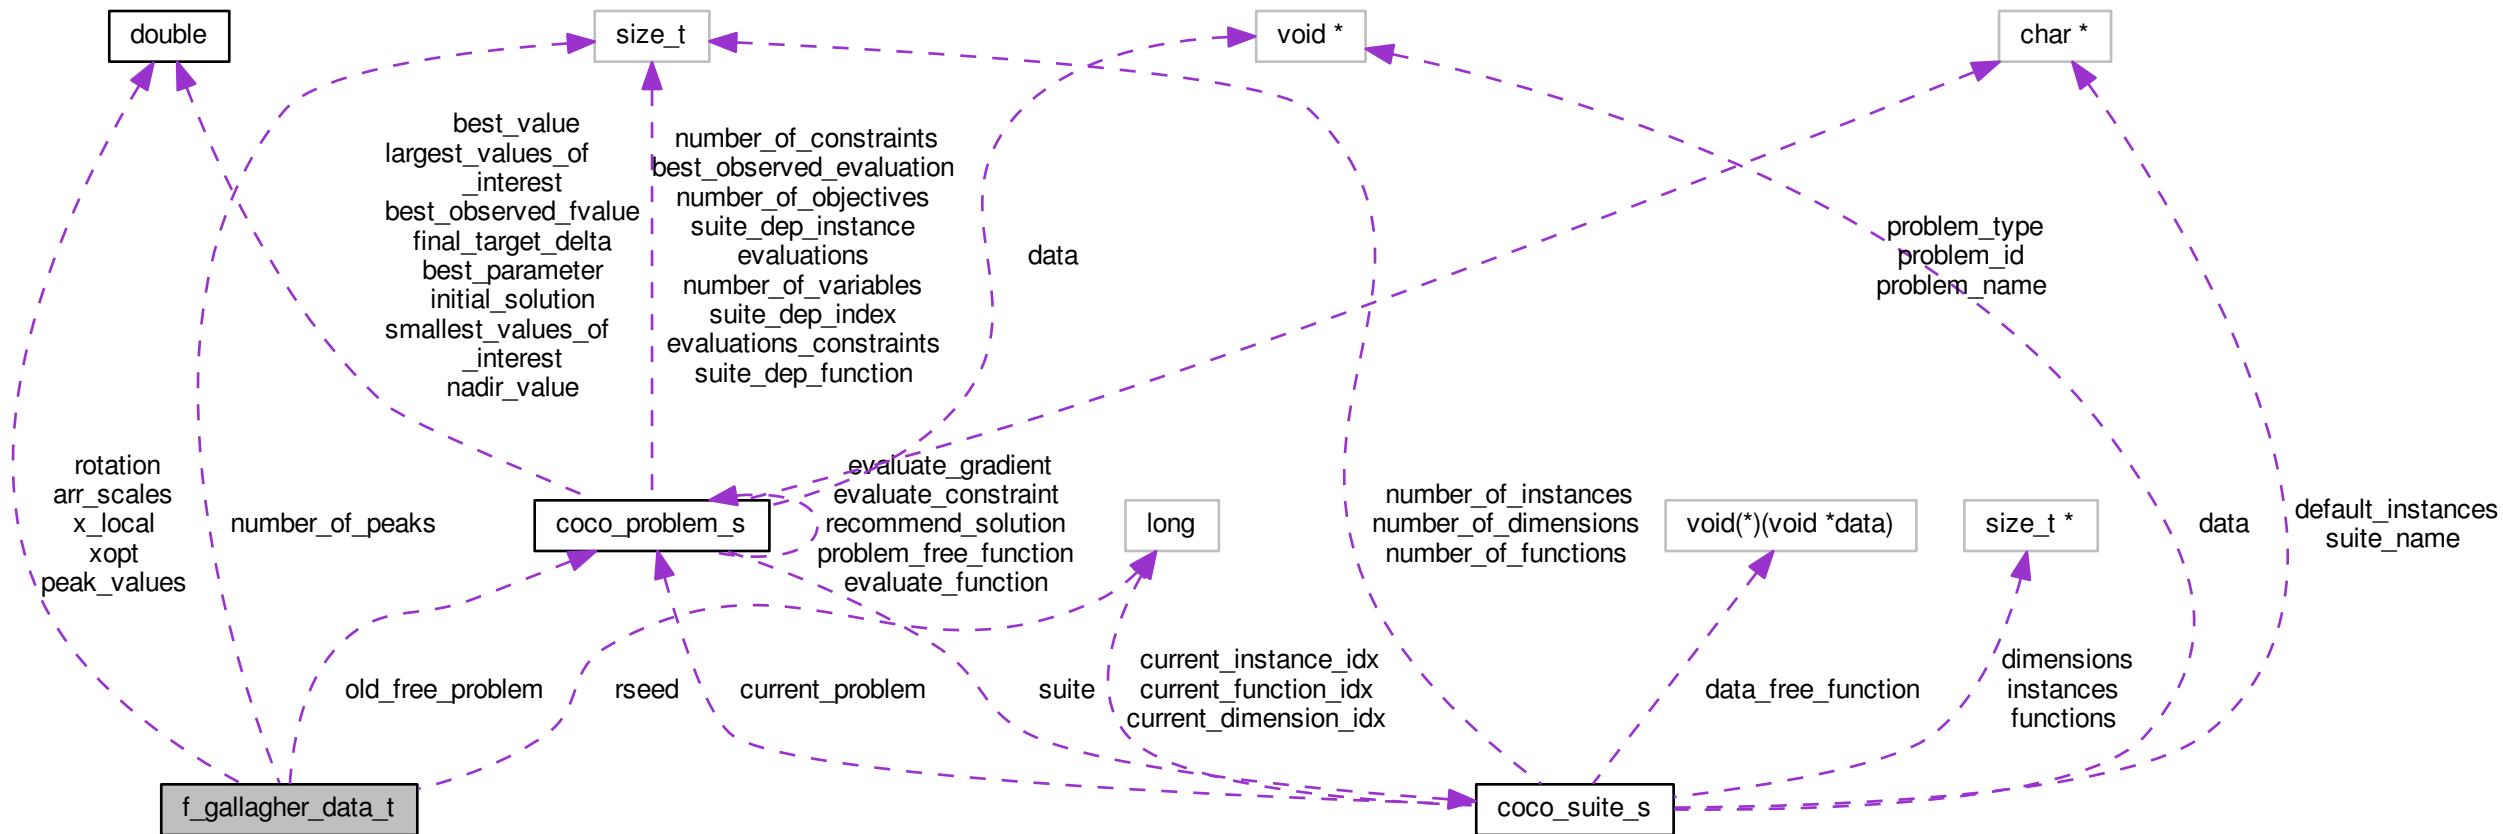 double
size_t
void *
char *
best_value
largest_values_of
_interest
best_observed_fvalue
final_target_delta
best_parameter
initial_solution
smallest_values_of
_interest
nadir_value
number_of_constraints
best_observed_evaluation
number_of_objectives
suite_dep_instance
evaluations
number_of_variables
suite_dep_index
evaluations_constraints
suite_dep_function
data
problem_type
problem_id
problem_name
rotation
arr_scales
x_local
xopt
peak_values
number_of_peaks
coco_problem_s
evaluate_gradient
evaluate_constraint
recommend_solution
problem_free_function
evaluate_function
long
number_of_instances
number_of_dimensions
number_of_functions
void(*)(void *data)
size_t *
data
default_instances
suite_name
old_free_problem
rseed
current_problem
suite
current_instance_idx
current_function_idx
current_dimension_idx
data_free_function
dimensions
instances
functions
f_gallagher_data_t
coco_suite_s